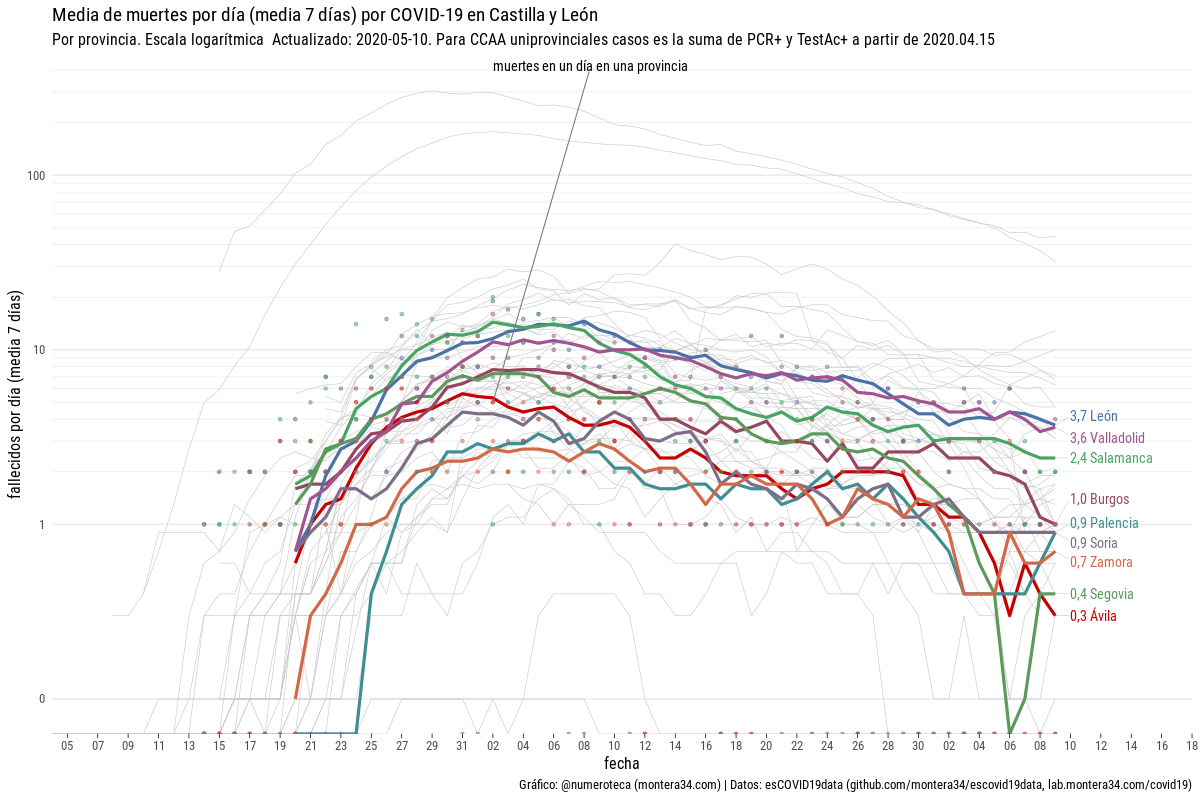 Media de muertes por día (media 7 días) por COVID-19 en Castilla y León
Por provincia. Escala logarítmica  Actualizado: 2020-05-10. Para CCAA uniprovinciales casos es la suma de PCR+ y TestAc+ a partir de 2020.04.15
muertes en un día en una provincia
fallecidos por día (media  7 días)
100
10
1
0
3,7 León
3,6 Valladolid
2,4 Salamanca
1,0 Burgos
0,9 Palencia
0,9 Soria
0,7 Zamora
0,4 Segovia
0,3 Ávila
05 07 09 11 13 15 17 19 21 23 25 27 29 31 02 04 06 08 10 12 14 16 18 20 22 24 26 28 30 02 04 06 08 10 12 14 16 18
fecha
Gráfico: @numeroteca (montera34.com) | Datos: esCOVID19data (github.com/montera34/escovid19data, lab.montera34.com/covid19)